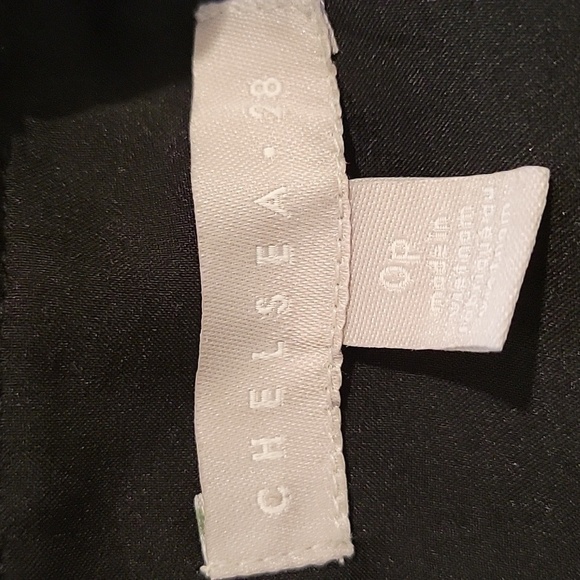 CHELSEA · 28
0P
made in
Vietnam